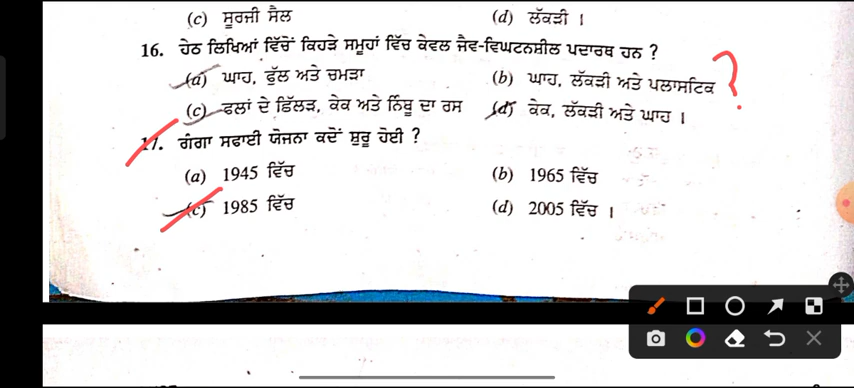 (c) ਸੂਰਜੀ ਸੈਲ (d) ਲੱਕੜੀ ।
16. ਹੇਠ ਲਿਖਿਆਂ ਵਿੱਚੋਂ ਕਿਹੜੇ ਸਮੂਹਾਂ ਵਿੱਚ ਕੇਵਲ ਜੈਵ-ਵਿਘਟਨਸ਼ੀਲ ਪਦਾਰਥ ਹਨ ?
(a) ਘਾਹ, ਫੁੱਲ ਅਤੇ ਚਮੜਾ (b) ਘਾਹ, ਲੱਕੜੀ ਅਤੇ ਪਲਾਸਟਿਕ ?
(c) ਫਲਾਂ ਦੇ ਛਿੱਲੜ, ਕੇਕ ਅਤੇ ਨਿੰਬੂ ਦਾ ਰਸ (d) ਕੇਕ, ਲੱਕੜੀ ਅਤੇ ਘਾਹ ।
17. ਗੰਗਾ ਸਫਾਈ ਯੋਜਨਾ ਕਦੋਂ ਸ਼ੁਰੂ ਹੋਈ ?
(a) 1945 ਵਿੱਚ (b) 1965 ਵਿੱਚ
(c) 1985 ਵਿੱਚ (d) 2005 ਵਿੱਚ ।